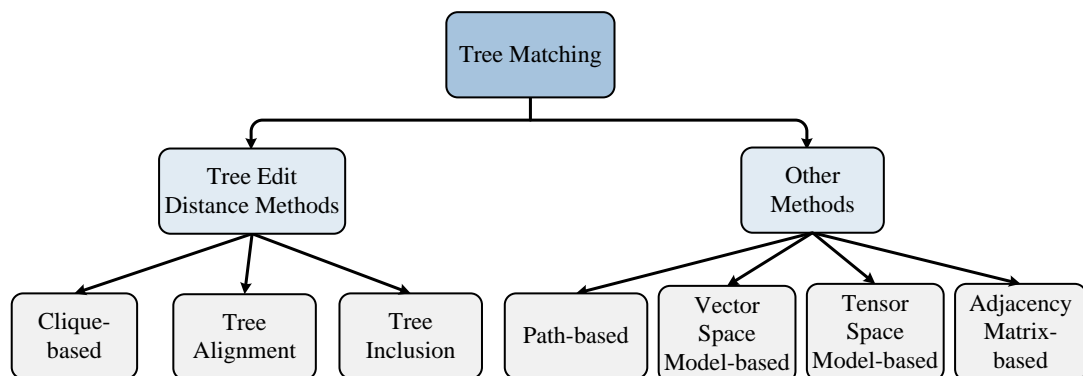 Tree Matching
Tree Edit
Distance Methods
Other
Methods
Clique-
based
Tree
Alignment
Tree
Inclusion
Path-based
Vector
Space
Model-based
Tensor
Space
Model-based
Adjacency
Matrix-
based